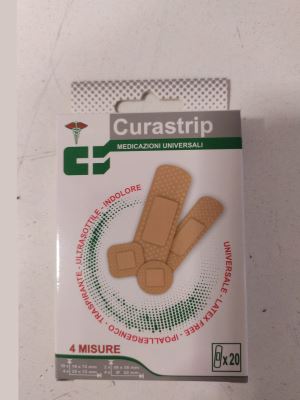 Curastrip
MEDICAZIONI UNIVERSALI
TRASPIRANTE - ULTRASOTTILE - INDOLORE
UNIVERSALE - LATEX FREE - IPOALLERGENICO -
4 MISURE
x 20